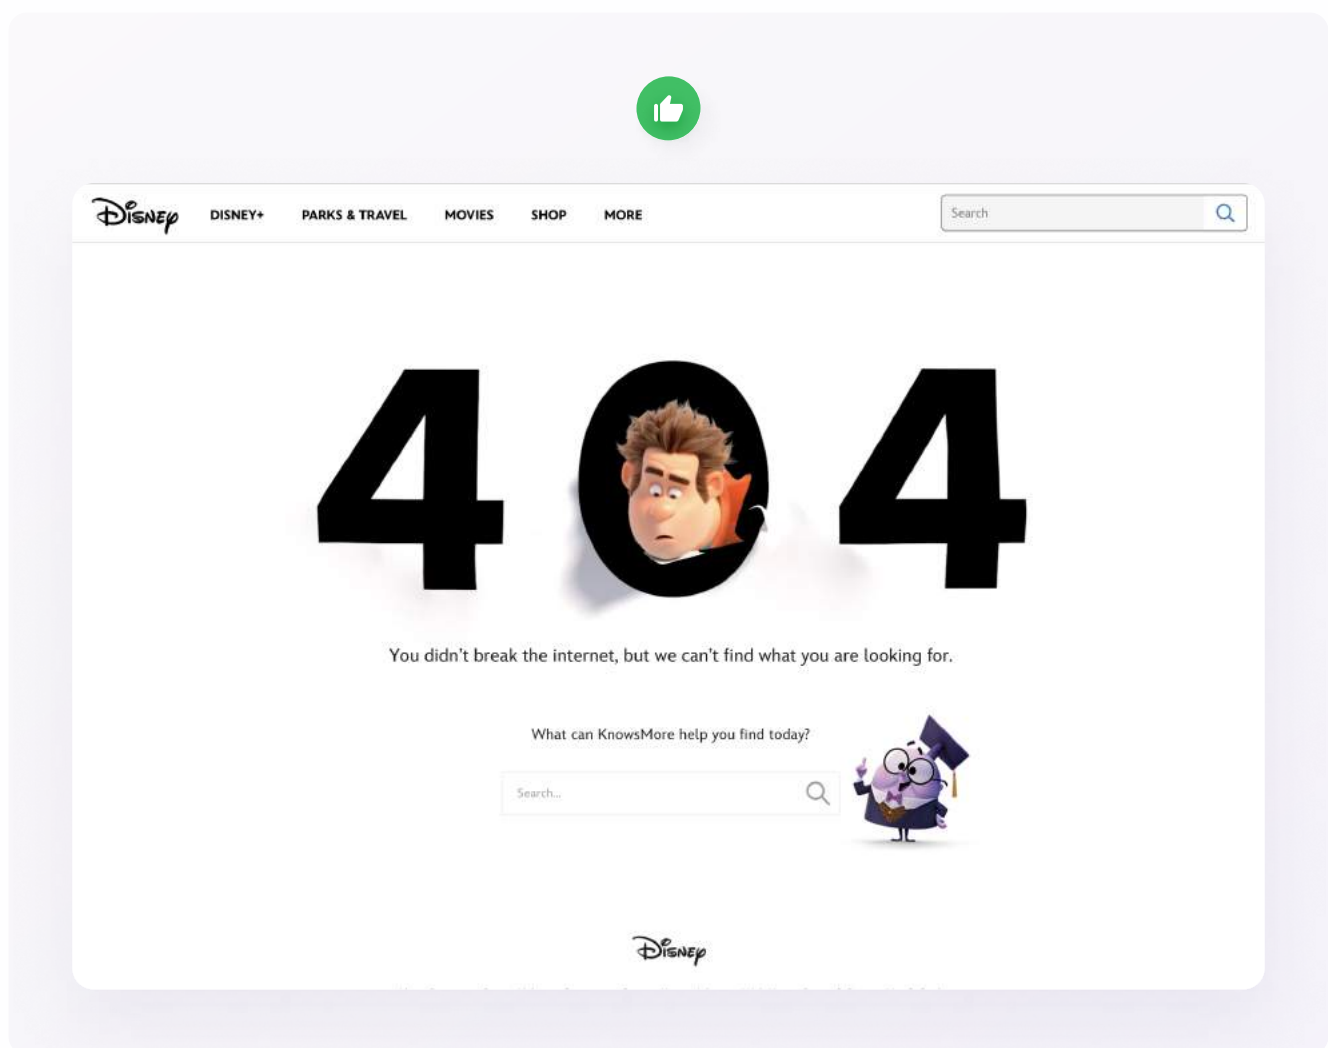 Disney DISNEY+ PARKS & TRAVEL MOVIES SHOP MORE Search
404
You didn't break the internet, but we can't find what you are looking for.
What can KnowsMore help you find today?
Search...
Disney